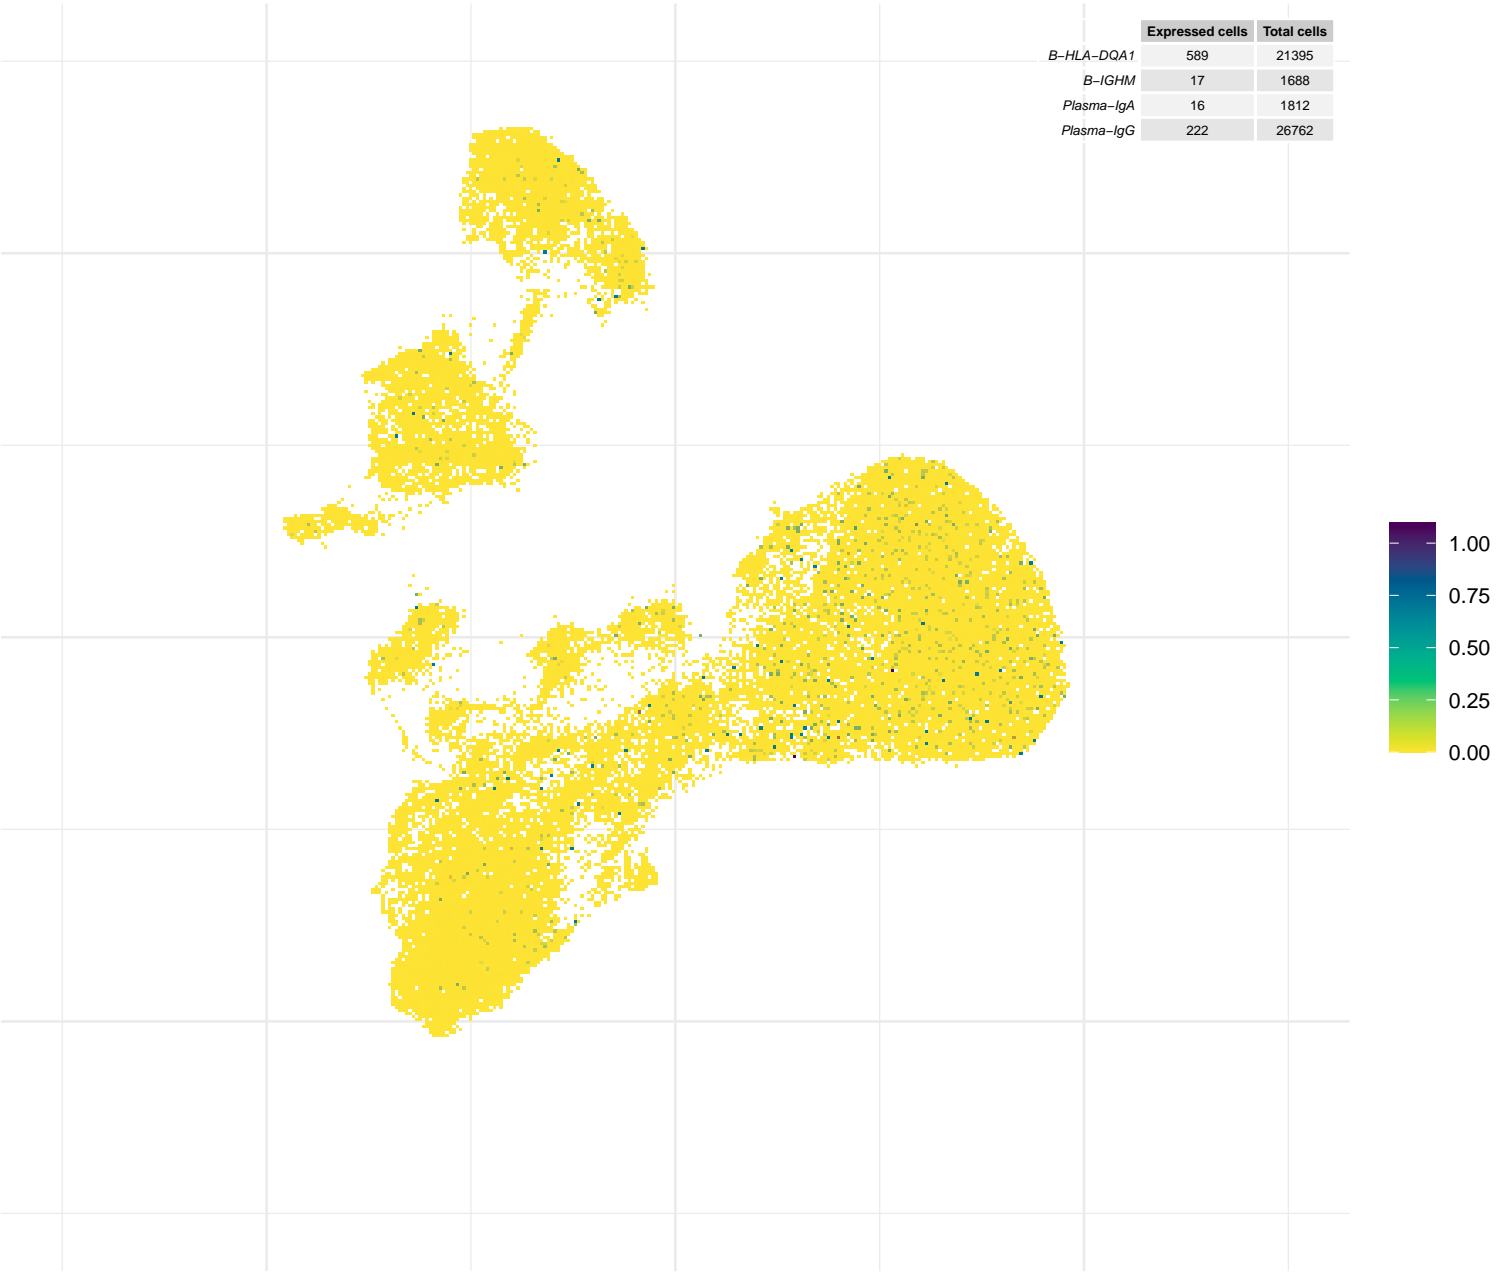 Expressed cells Total cells
B−HLA−DQA1 589 21395
B−IGHM 17 1688
Plasma−IgA 16 1812
Plasma−IgG 222 26762
1.00
0.75
0.50
0.25
0.00